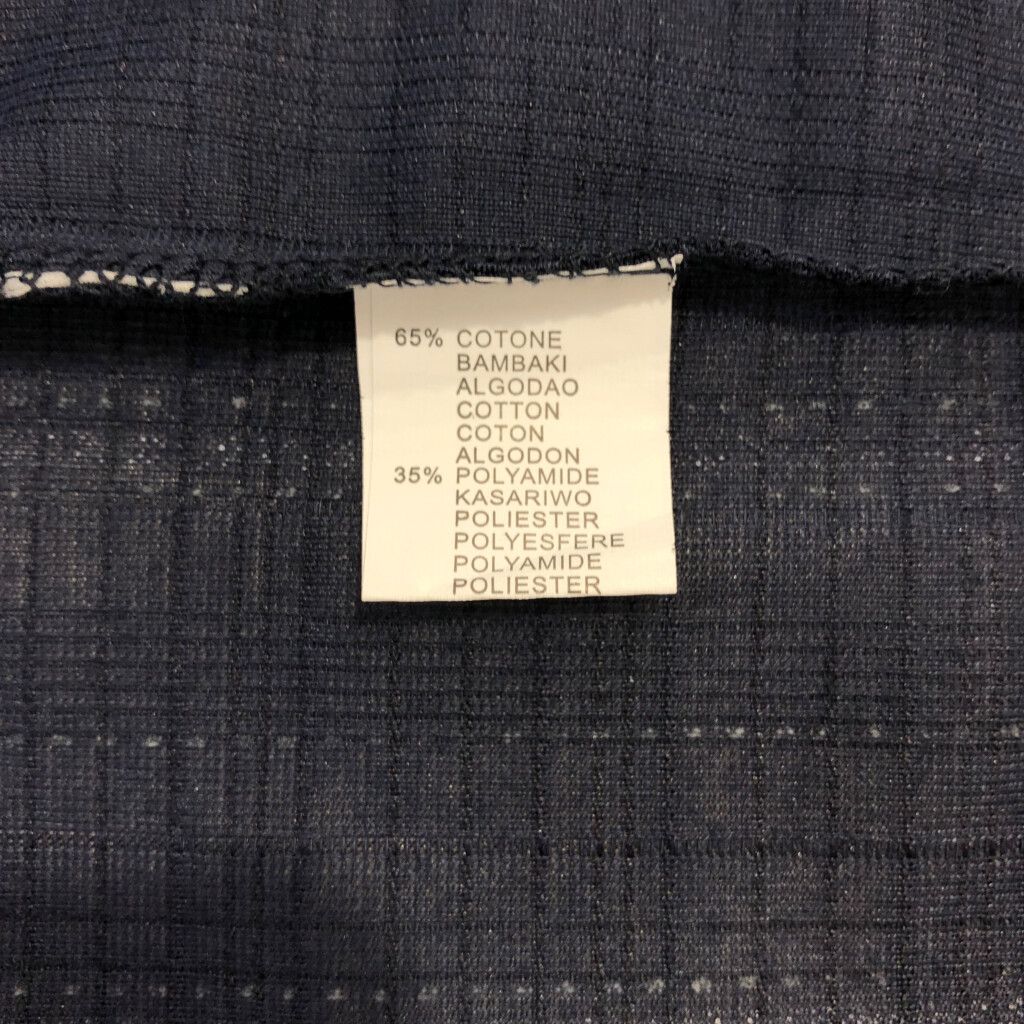 65% COTONE
BAMBAKI
ALGODAO
COTTON
COTON
ALGODON
35% POLYAMIDE
KASARIWO
POLIESTER
POLYESFERE
POLYAMIDE
POLIESTER